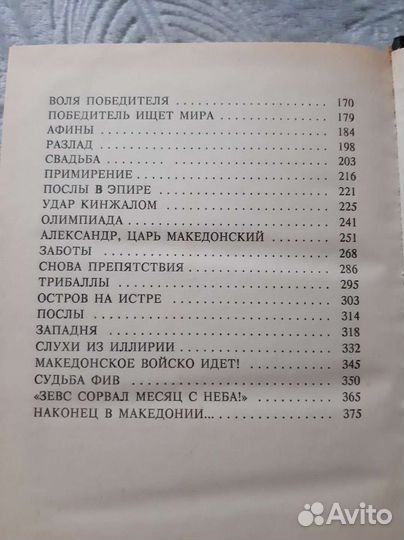 ВОЛЯ ПОБЕДИТЕЛЯ . . . . . . . . . . . . . . . . 170
ПОБЕДИТЕЛЬ ИЩЕТ МИРА . . . . . . . . . . . 179
АФИНЫ . . . . . . . . . . . . . . . . . . . . . . . . 184
РАЗЛАД . . . . . . . . . . . . . . . . . . . . . . . . 198
СВАДЬБА . . . . . . . . . . . . . . . . . . . . . . . 203
ПРИМИРЕНИЕ . . . . . . . . . . . . . . . . . . . . 216
ПОСЛЫ В ЭПИРЕ . . . . . . . . . . . . . . . . . . 221
УДАР КИНЖАЛОМ . . . . . . . . . . . . . . . . . 225
ОЛИМПИАДА . . . . . . . . . . . . . . . . . . . . . 241
АЛЕКСАНДР, ЦАРЬ МАКЕДОНСКИЙ . . . . . 251
ЗАБОТЫ . . . . . . . . . . . . . . . . . . . . . . . . 268
СНОВА ПРЕПЯТСТВИЯ . . . . . . . . . . . . . . 286
ТРИБАЛЛЫ . . . . . . . . . . . . . . . . . . . . . . 295
ОСТРОВ НА ИСТРЕ . . . . . . . . . . . . . . . . . 303
ПОСЛЫ . . . . . . . . . . . . . . . . . . . . . . . . . 314
ЗАПАДНЯ . . . . . . . . . . . . . . . . . . . . . . . 318
СЛУХИ ИЗ ИЛЛИРИИ . . . . . . . . . . . . . . . 332
МАКЕДОНСКОЕ ВОЙСКО ИДЕТ! . . . . . . . . 345
СУДЬБА ФИВ . . . . . . . . . . . . . . . . . . . . . 350
«ЗЕВС СОРВАЛ МЕСЯЦ С НЕБА!» . . . . . . . 365
НАКОНЕЦ В МАКЕДОНИИ... . . . . . . . . . . . 375
Avito